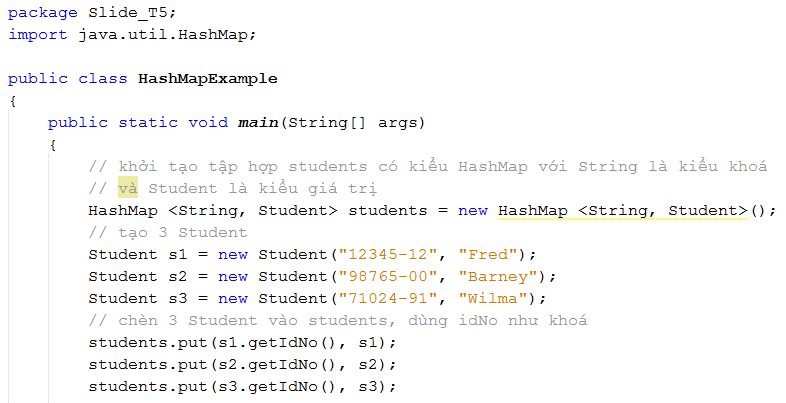 package Slide_T5;
import java.util.HashMap;
public class HashMapExample
{
public static void main(String[] args)
{
// khởi tạo tập hợp students có kiểu HashMap với String là kiểu khoá
// và Student là kiểu giá trị
HashMap <String, Student> students = new HashMap <String, Student>();
// tạo 3 Student
Student s1 = new Student("12345-12", "Fred");
Student s2 = new Student("98765-00", "Barney");
Student s3 = new Student("71024-91", "Wilma");
// chèn 3 Student vào students, dùng idNo như khoá
students.put(s1.getIdNo(), s1);
students.put(s2.getIdNo(), s2);
students.put(s3.getIdNo(), s3);